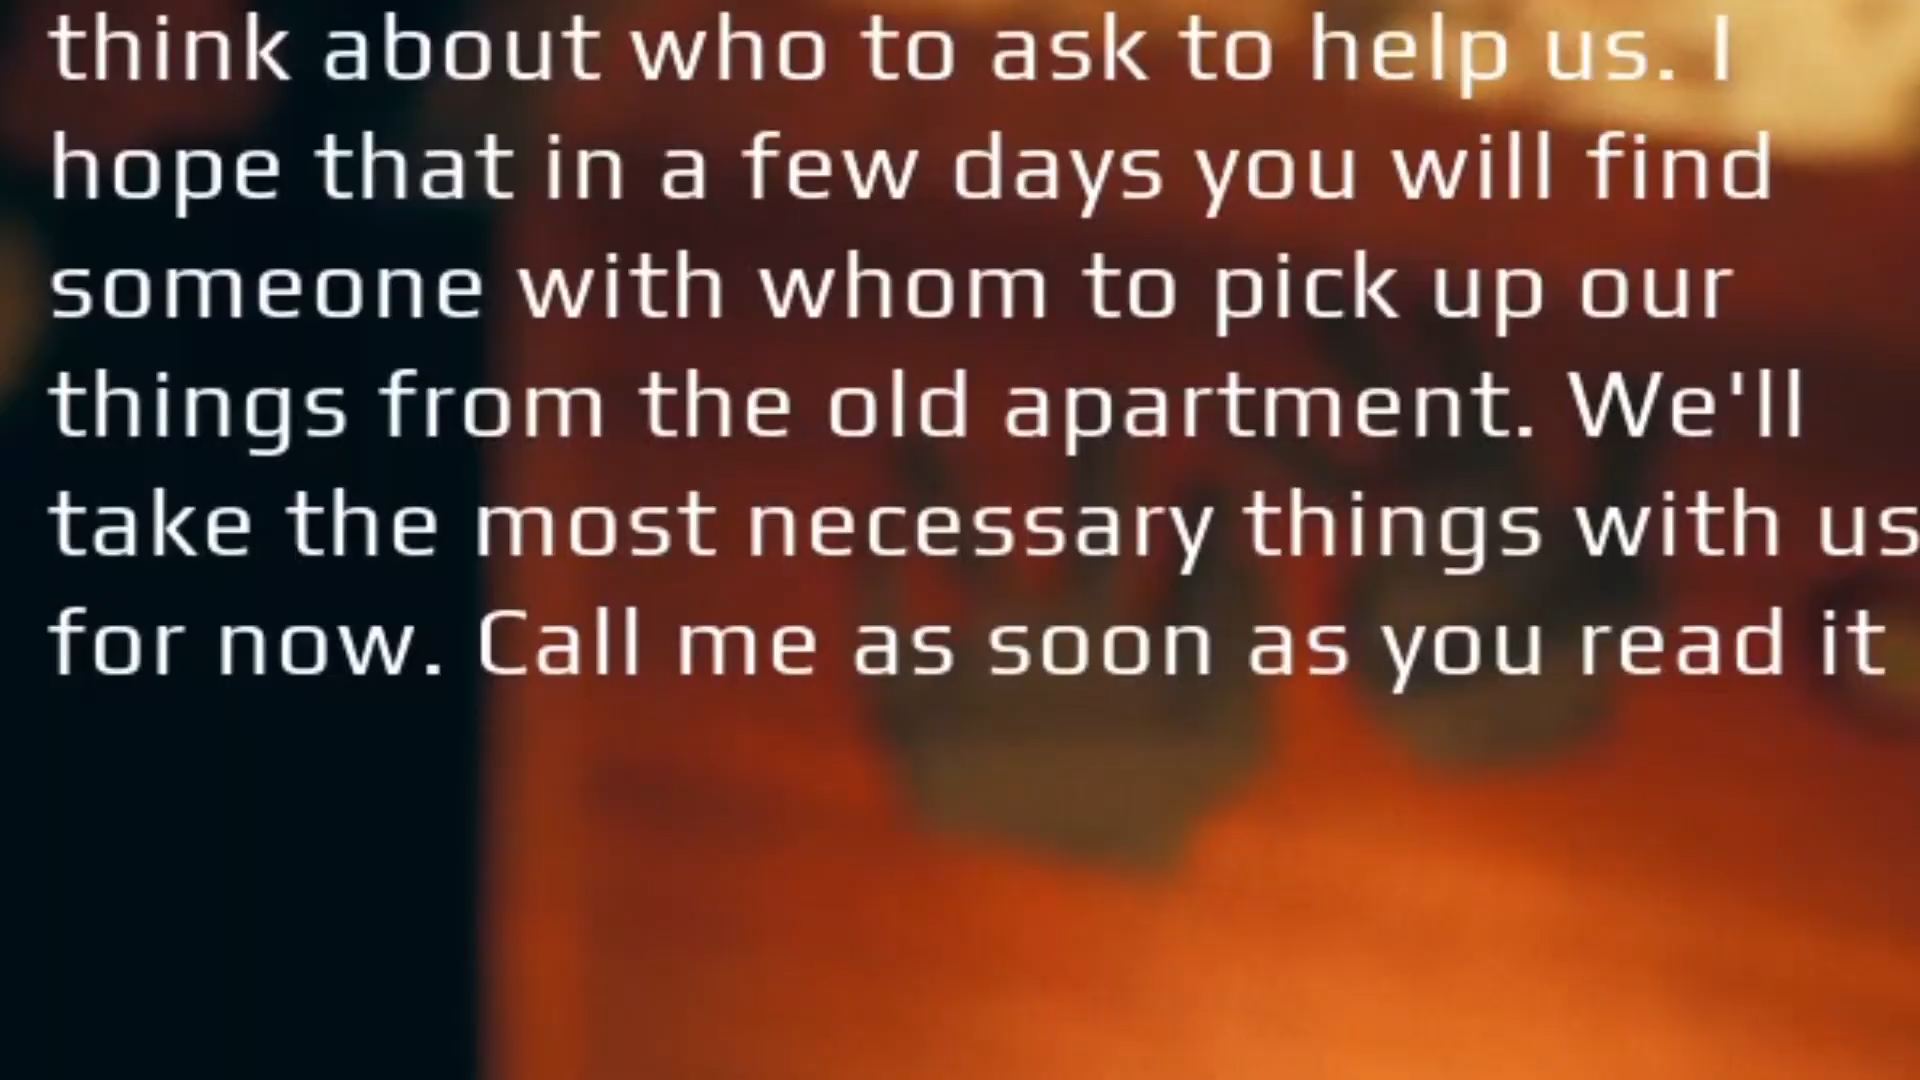 think about who to ask to help us. I
hope that in a few days you will find
someone with whom to pick up our
things from the old apartment. We'll
take the most necessary things with us
for now. Call me as soon as you read it